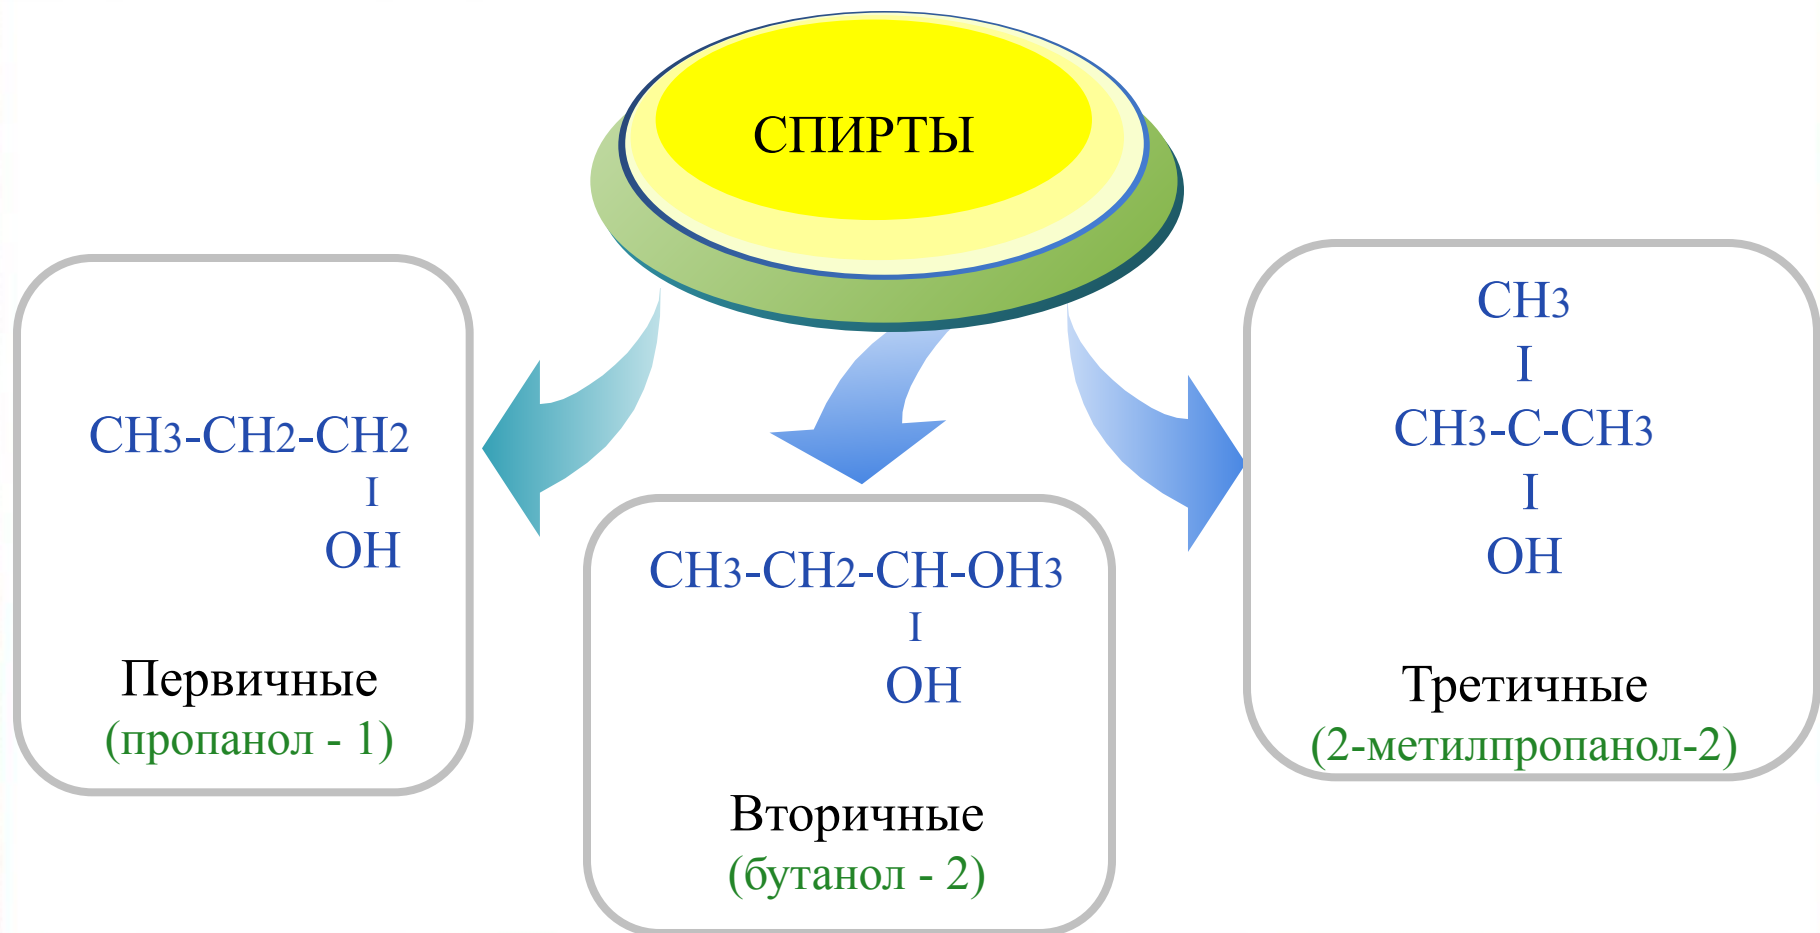 СПИРТЫ
CH3-CH2-CH2
I
OH
Первичные
(пропанол - 1)
CH3-CH2-CH-OH3
I
OH
Вторичные
(бутанол - 2)
CH3
I
CH3-C-CH3
I
OH
Третичные
(2-метилпропанол-2)